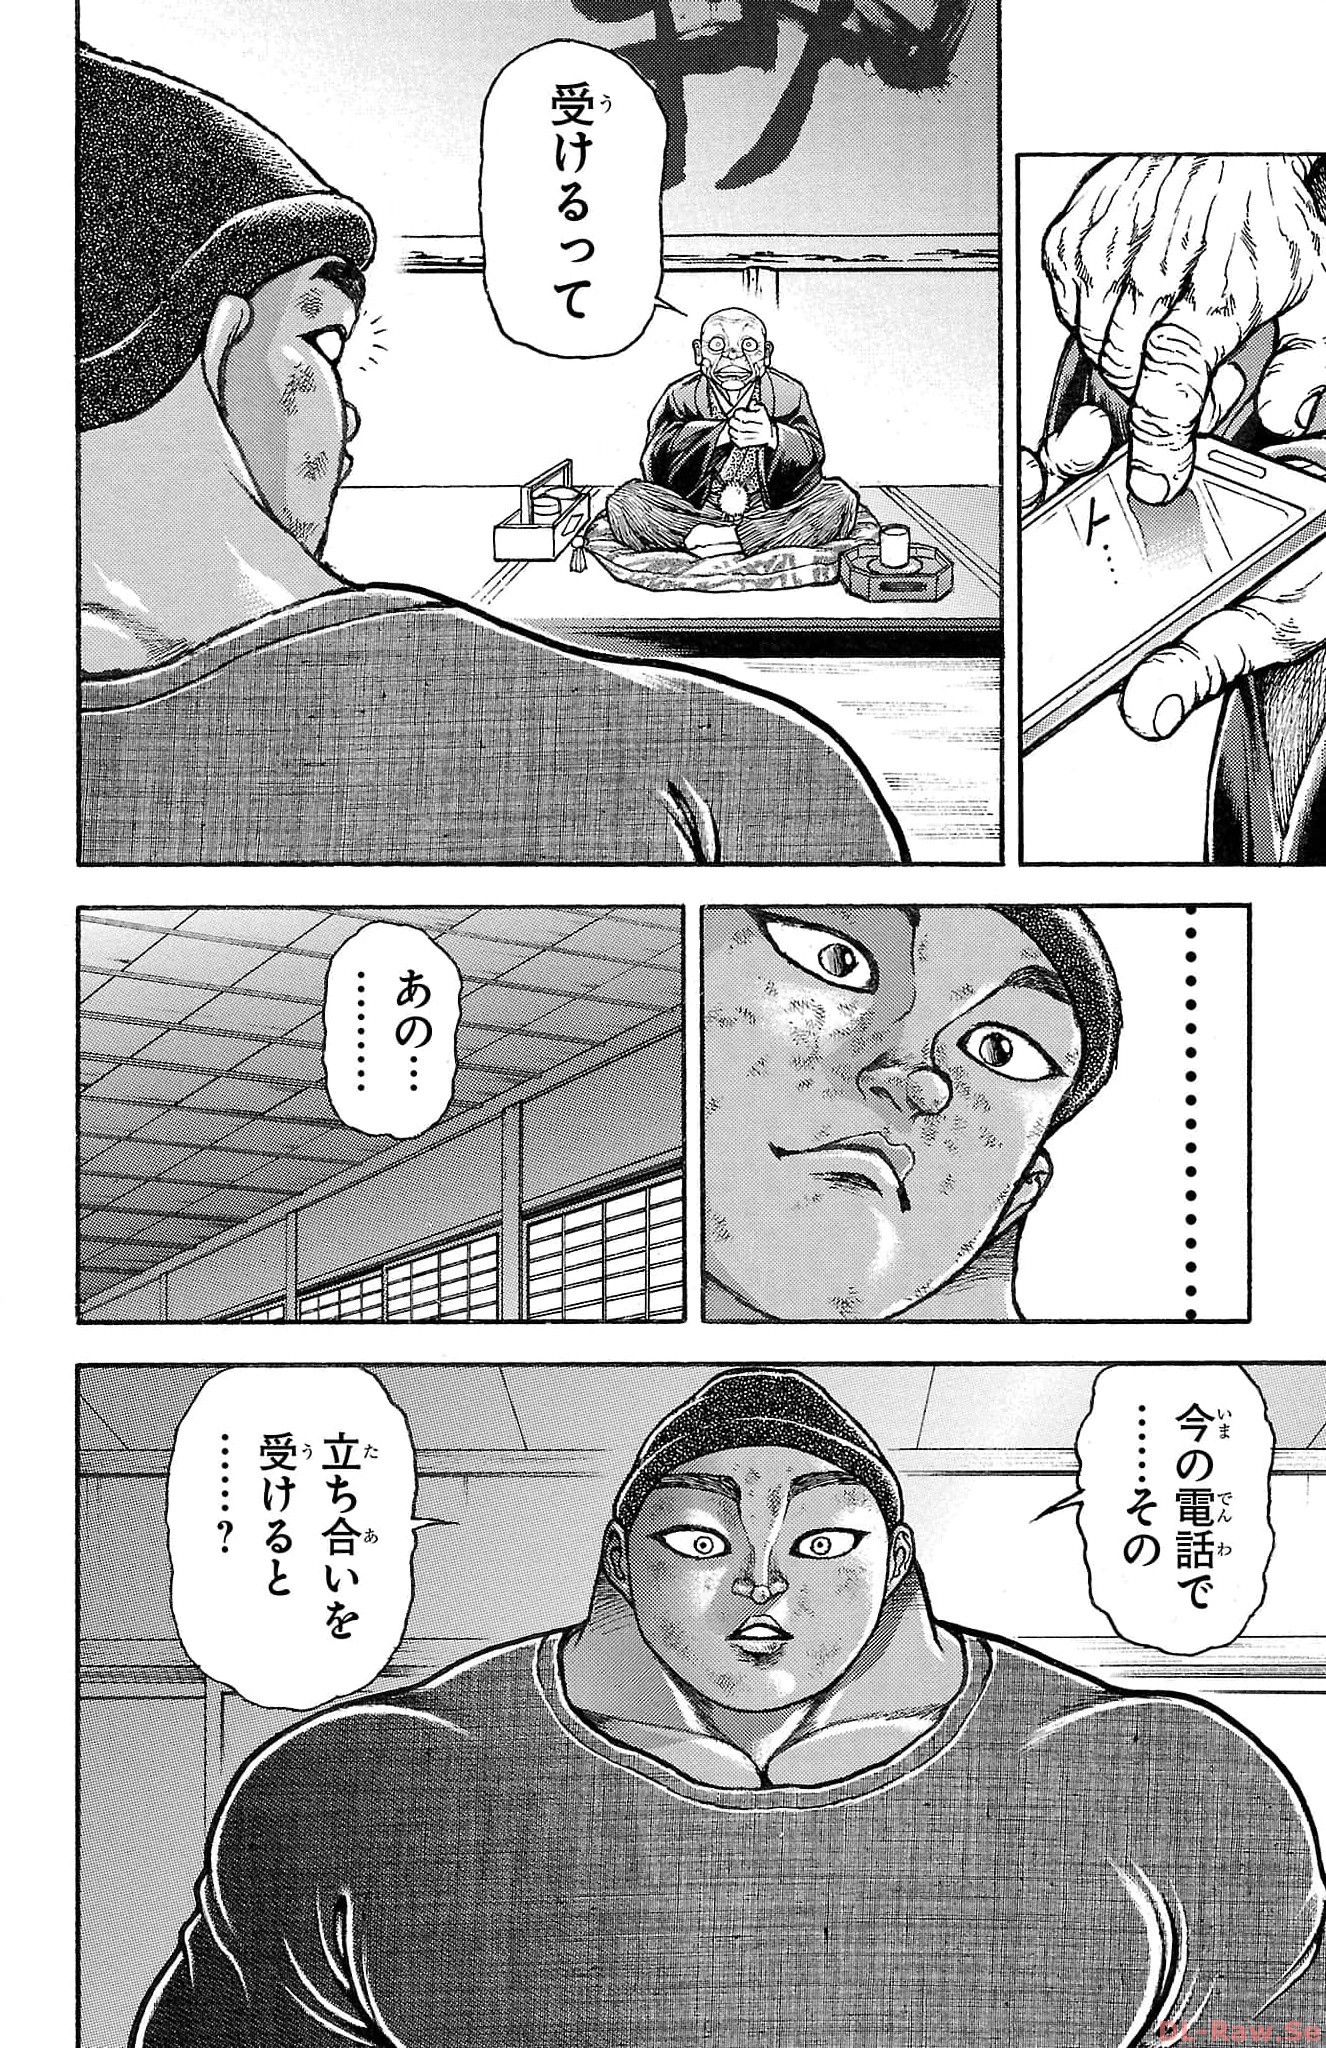 ト…
受けるって
………………
あの…
………
今の電話で
……その
立ち合いを
受けると
……？
DL-Raw.Se